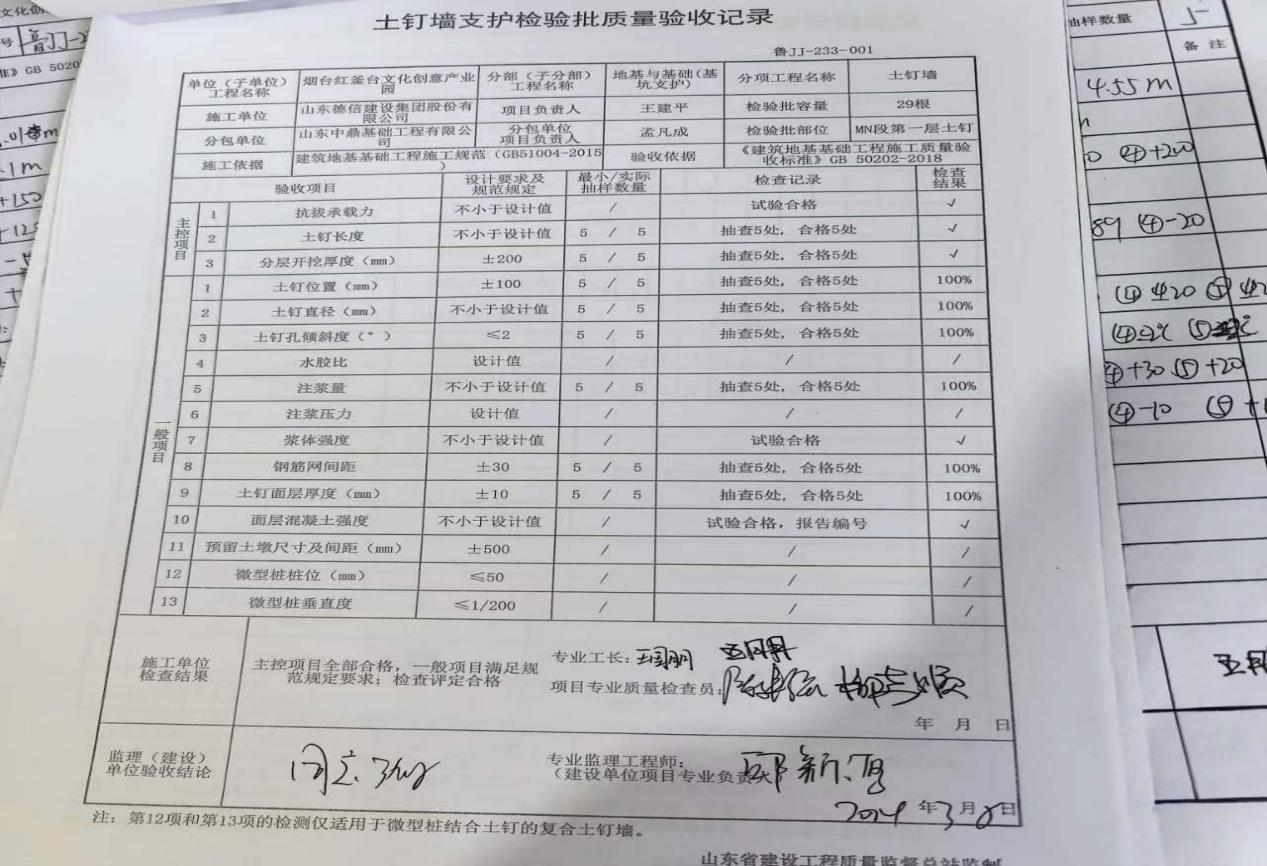 土钉墙支护检验批质量验收记录
鲁JJ-233-001
单位（子单位）工程名称 烟台红釜台文化创意产业园 分部（子分部）工程名称 地基与基础(基坑支护) 分项工程名称 土钉墙
施工单位 山东德信建设集团股份有限公司 项目负责人 王建平 检验批容量 29根
分包单位 山东中鼎基础工程有限公司 分包单位项目负责人 孟凡成 检验批部位 MN段第一层土钉
施工依据 建筑地基基础工程施工规范（GB51004-2015） 验收依据 《建筑地基基础工程施工质量验收标准》GB 50202-2018
验收项目 设计要求及规范规定 最小/实际抽样数量 检查记录 检查结果
主控项目
1 抗拔承载力 不小于设计值 / 试验合格 √
2 土钉长度 不小于设计值 5 / 5 抽查5处，合格5处 √
3 分层开挖厚度（mm） ±200 5 / 5 抽查5处，合格5处 √
一般项目
1 土钉位置（mm） ±100 5 / 5 抽查5处，合格5处 100%
2 土钉直径（mm） 不小于设计值 5 / 5 抽查5处，合格5处 100%
3 土钉孔倾斜度（°） ≤2 5 / 5 抽查5处，合格5处 100%
4 水胶比 设计值 / / /
5 注浆量 不小于设计值 5 / 5 抽查5处，合格5处 100%
6 注浆压力 设计值 / / /
7 浆体强度 不小于设计值 / 试验合格 √
8 钢筋网间距 ±30 5 / 5 抽查5处，合格5处 100%
9 土钉面层厚度（mm） ±10 5 / 5 抽查5处，合格5处 100%
10 面层混凝土强度 不小于设计值 / 试验合格，报告编号 √
11 预留土墩尺寸及间距（mm） ±500 / / /
12 微型桩桩位（mm） ≤50 / / /
13 微型桩垂直度 ≤1/200 / / /
施工单位检查结果
主控项目全部合格，一般项目满足规范规定要求；检查评定合格
专业工长：
项目专业质量检查员：
年 月 日
监理（建设）单位验收结论
同意验收
专业监理工程师：
（建设单位项目专业负责人
2024 年 3 月 8 日
注：第12项和第13项的检测仅适用于微型桩结合土钉的复合土钉墙。
山东省建设工程质量监督总站监制
抽样数量 5
备 注
4.55m
④+200
④-20
④+30 ⑤+20
④-10